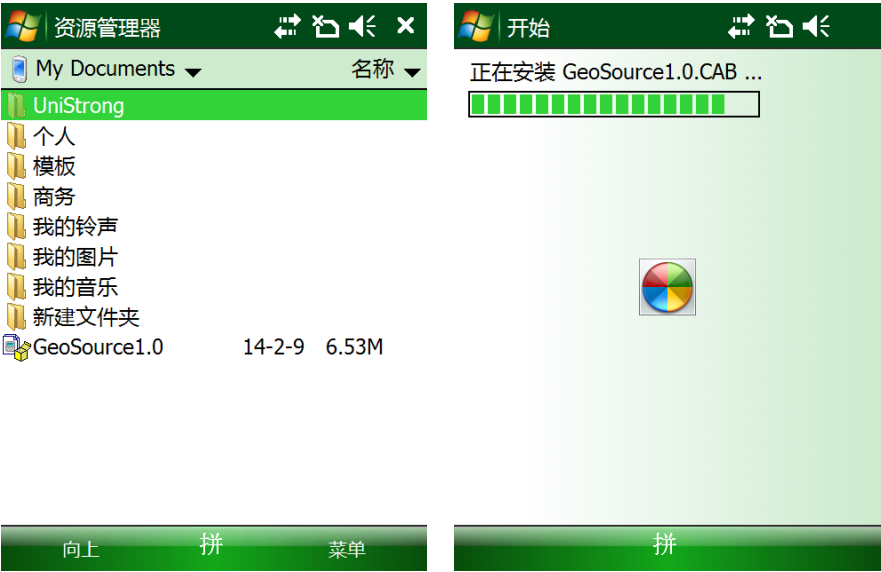 资源管理器
My Documents 名称
UniStrong
个人
模板
商务
我的铃声
我的图片
我的音乐
新建文件夹
GeoSource1.0 14-2-9 6.53M
向上 拼 菜单
开始
正在安装 GeoSource1.0.CAB ...
拼